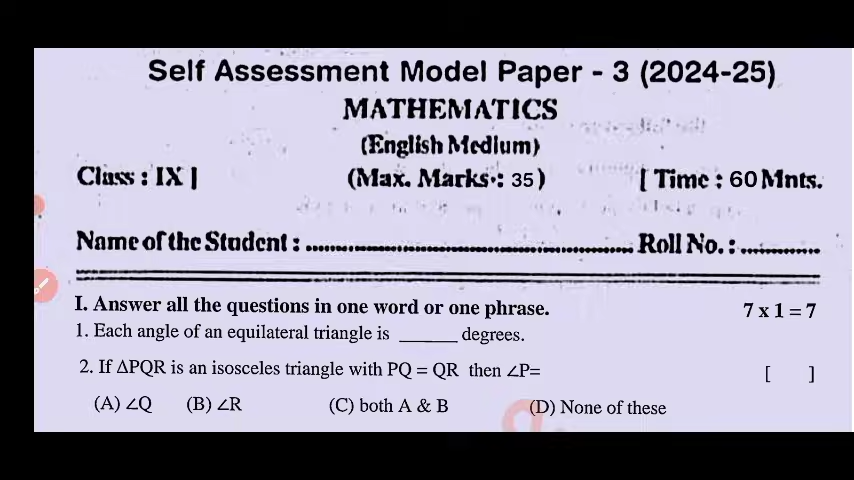 Self Assessment Model Paper - 3 (2024-25)
MATHEMATICS
(English Medium)
Class : IX ] (Max. Marks : 35) [ Time : 60 Mnts.
Name of the Student : ........................................................ Roll No. : .............
I. Answer all the questions in one word or one phrase. 7 x 1 = 7
1. Each angle of an equilateral triangle is ______ degrees.
2. If ΔPQR is an isosceles triangle with PQ = QR then ∠P= [ ]
(A) ∠Q (B) ∠R (C) both A & B (D) None of these